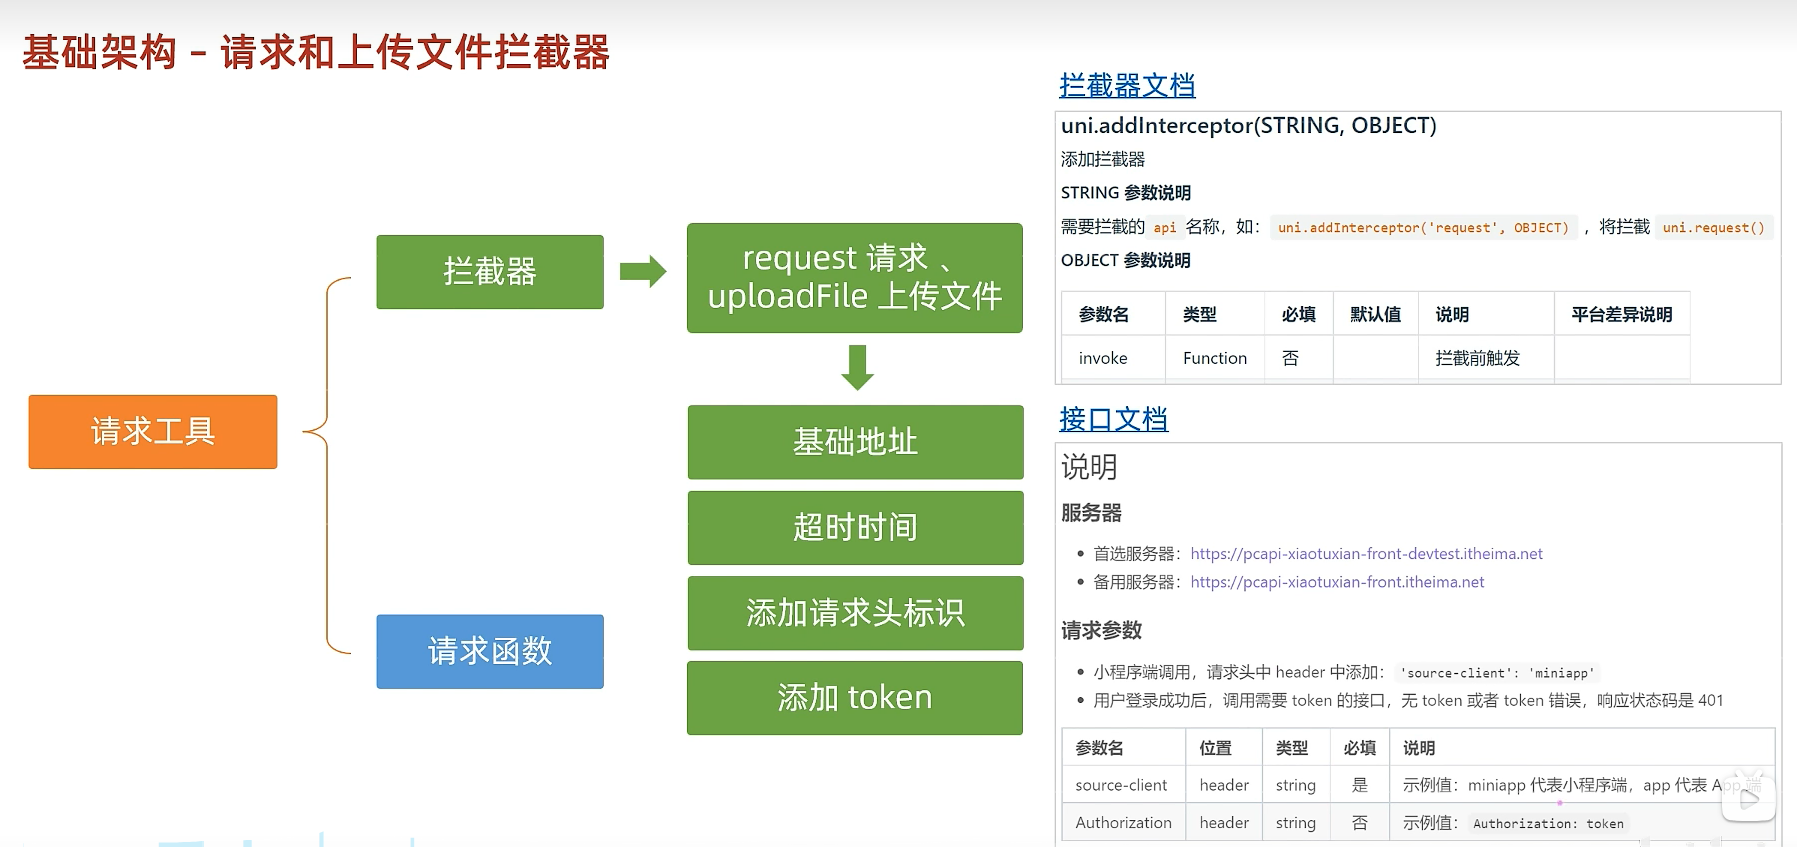 基础架构 – 请求和上传文件拦截器
请求工具
拦截器
请求函数
request 请求 、
uploadFile 上传文件
基础地址
超时时间
添加请求头标识
添加 token
拦截器文档
uni.addInterceptor(STRING, OBJECT)
添加拦截器
STRING 参数说明
需要拦截的 api 名称，如： uni.addInterceptor('request', OBJECT) ，将拦截 uni.request()
OBJECT 参数说明
参数名 类型 必填 默认值 说明 平台差异说明
invoke Function 否 拦截前触发
接口文档
说明
服务器
• 首选服务器：https://pcapi-xiaotuxian-front-devtest.itheima.net
• 备用服务器：https://pcapi-xiaotuxian-front.itheima.net
请求参数
• 小程序端调用，请求头中 header 中添加： 'source-client': 'miniapp'
• 用户登录成功后，调用需要 token 的接口，无 token 或者 token 错误，响应状态码是 401
参数名 位置 类型 必填 说明
source-client header string 是 示例值：miniapp 代表小程序端，app 代表 App 端
Authorization header string 否 示例值： Authorization: token